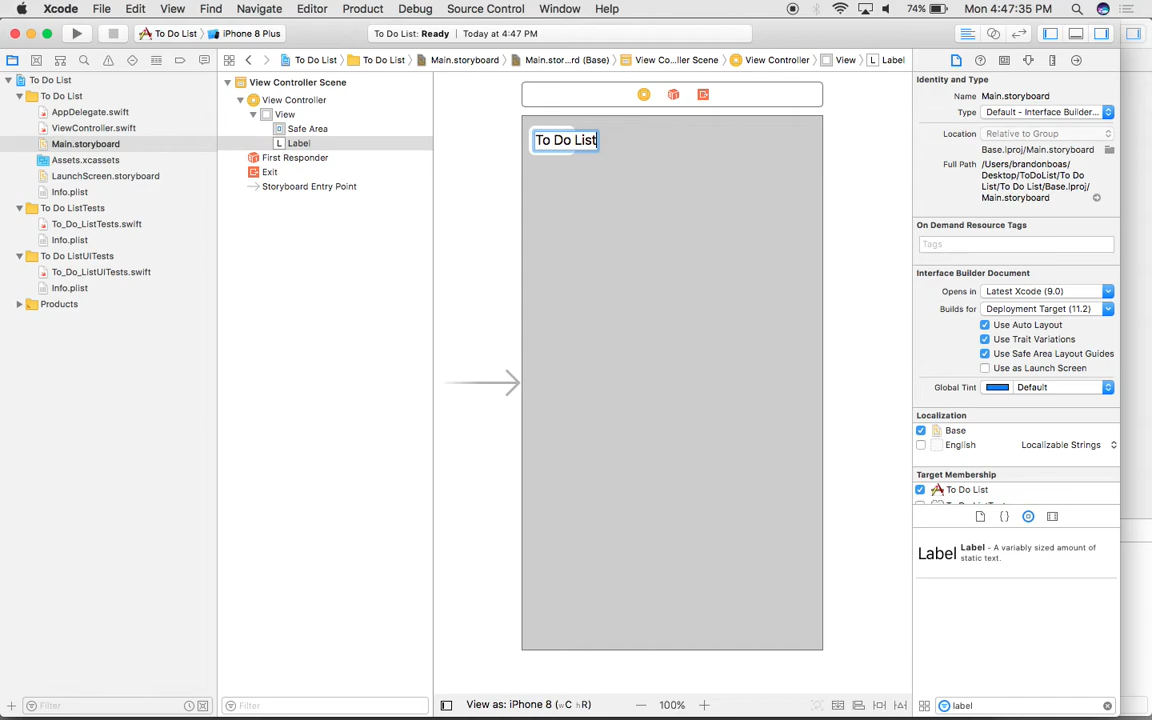 Xcode File Edit View Find Navigate Editor Product Debug Source Control Window Help 74% Mon 4:47:35 PM
To Do List iPhone 8 Plus To Do List: Ready Today at 4:47 PM
To Do List To Do List Main.storyboard Main.stor...rd (Base) View Co...ller Scene View Controller View L Label
To Do List
To Do List
AppDelegate.swift
ViewController.swift
Main.storyboard
Assets.xcassets
LaunchScreen.storyboard
Info.plist
To Do ListTests
To_Do_ListTests.swift
Info.plist
To Do ListUITests
To_Do_ListUITests.swift
Info.plist
Products
Filter
View Controller Scene
View Controller
View
Safe Area
L Label
First Responder
Exit
Storyboard Entry Point
Filter
To Do List
View as: iPhone 8 (wC hR) 100%
Identity and Type
Name Main.storyboard
Type Default - Interface Builder...
Location Relative to Group
Base.lproj/Main.storyboard
Full Path /Users/brandonboas/
Desktop/ToDoList/To Do
List/To Do List/Base.lproj/
Main.storyboard
On Demand Resource Tags
Tags
Interface Builder Document
Opens in Latest Xcode (9.0)
Builds for Deployment Target (11.2)
Use Auto Layout
Use Trait Variations
Use Safe Area Layout Guides
Use as Launch Screen
Global Tint Default
Localization
Base
English Localizable Strings
Target Membership
To Do List
Label Label - A variably sized amount of
static text.
label